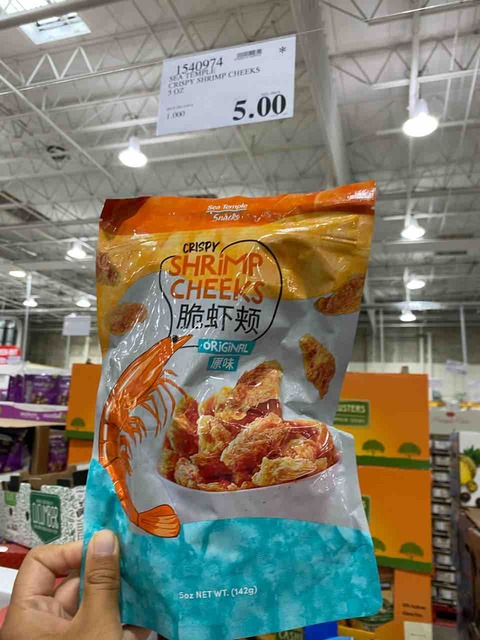 1540974 *
SEA TEMPLE
CRISPY SHRIMP CHEEKS
5 OZ
1.000
5.00
Sea Temple
Snacks
CRISPY
SHRIMP
CHEEKS
脆虾颊
ORIGINAL
原味
5oz NET WT. (142g)
USTERS